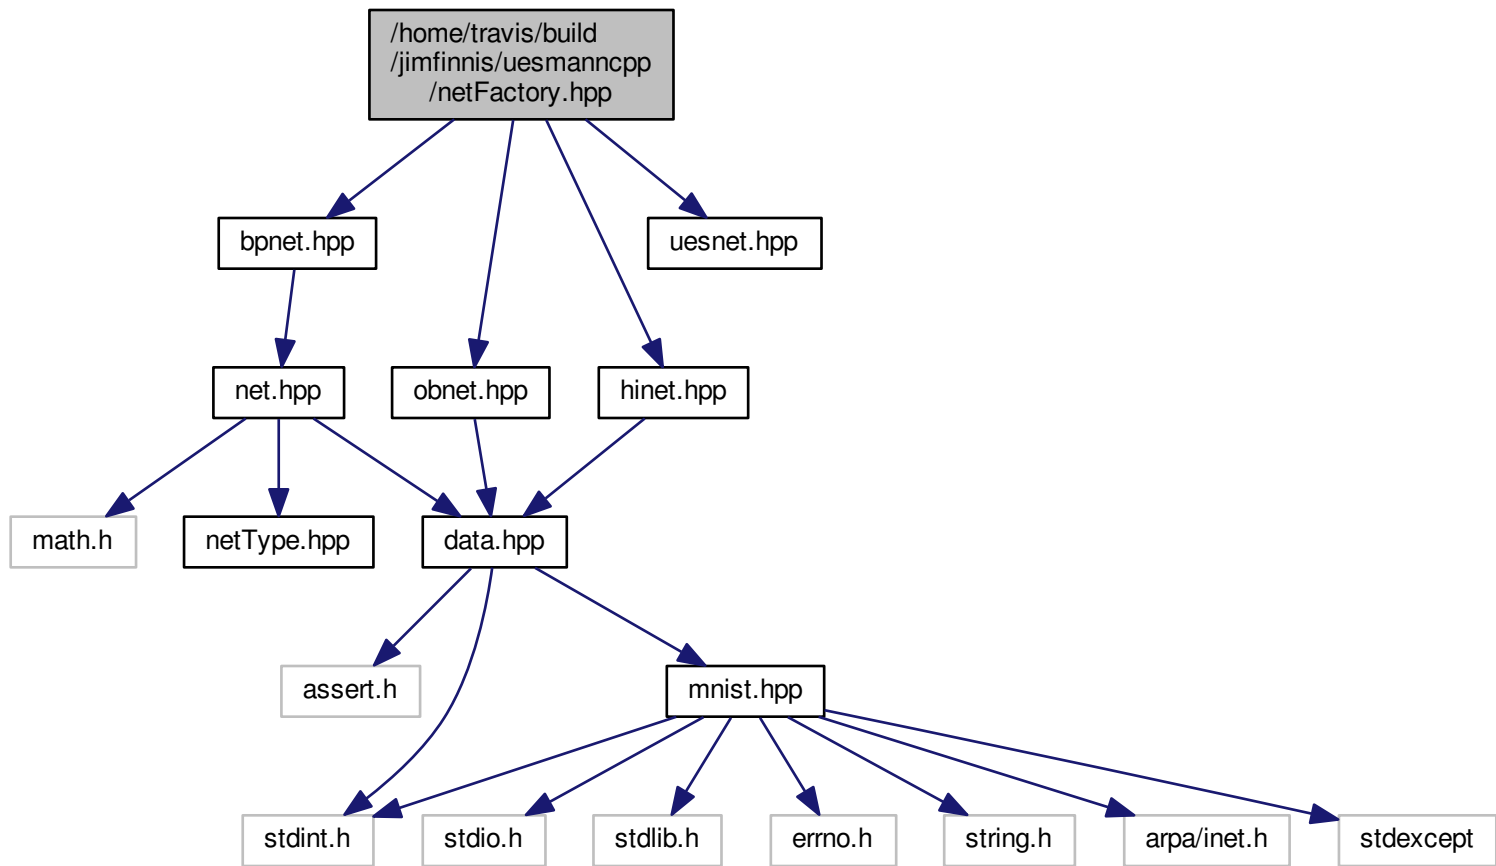 /home/travis/build
/jimfinnis/uesmanncpp
/netFactory.hpp
bpnet.hpp
uesnet.hpp
net.hpp
obnet.hpp
hinet.hpp
math.h
netType.hpp
data.hpp
assert.h
mnist.hpp
stdint.h
stdio.h
stdlib.h
errno.h
string.h
arpa/inet.h
stdexcept